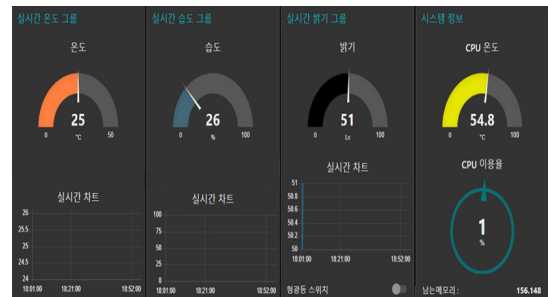 실시간 온도 그룹
온도
25
°C
0
50
실시간 차트
26
25.5
25
24.5
24
18:01:00 18:21:00 18:52:00
실시간 습도 그룹
습도
26
%
0
100
실시간 차트
100
75
50
25
0
18:01:00 18:21:00 18:52:00
실시간 밝기 그룹
밝기
51
Lx
0
100
실시간 차트
51
50.8
50.6
50.4
50.2
50
18:01:00 18:21:00 18:52:00
형광등 스위치
시스템 정보
CPU 온도
54.8
°C
0
100
CPU 이용율
1
%
남는메모리 : 156.148